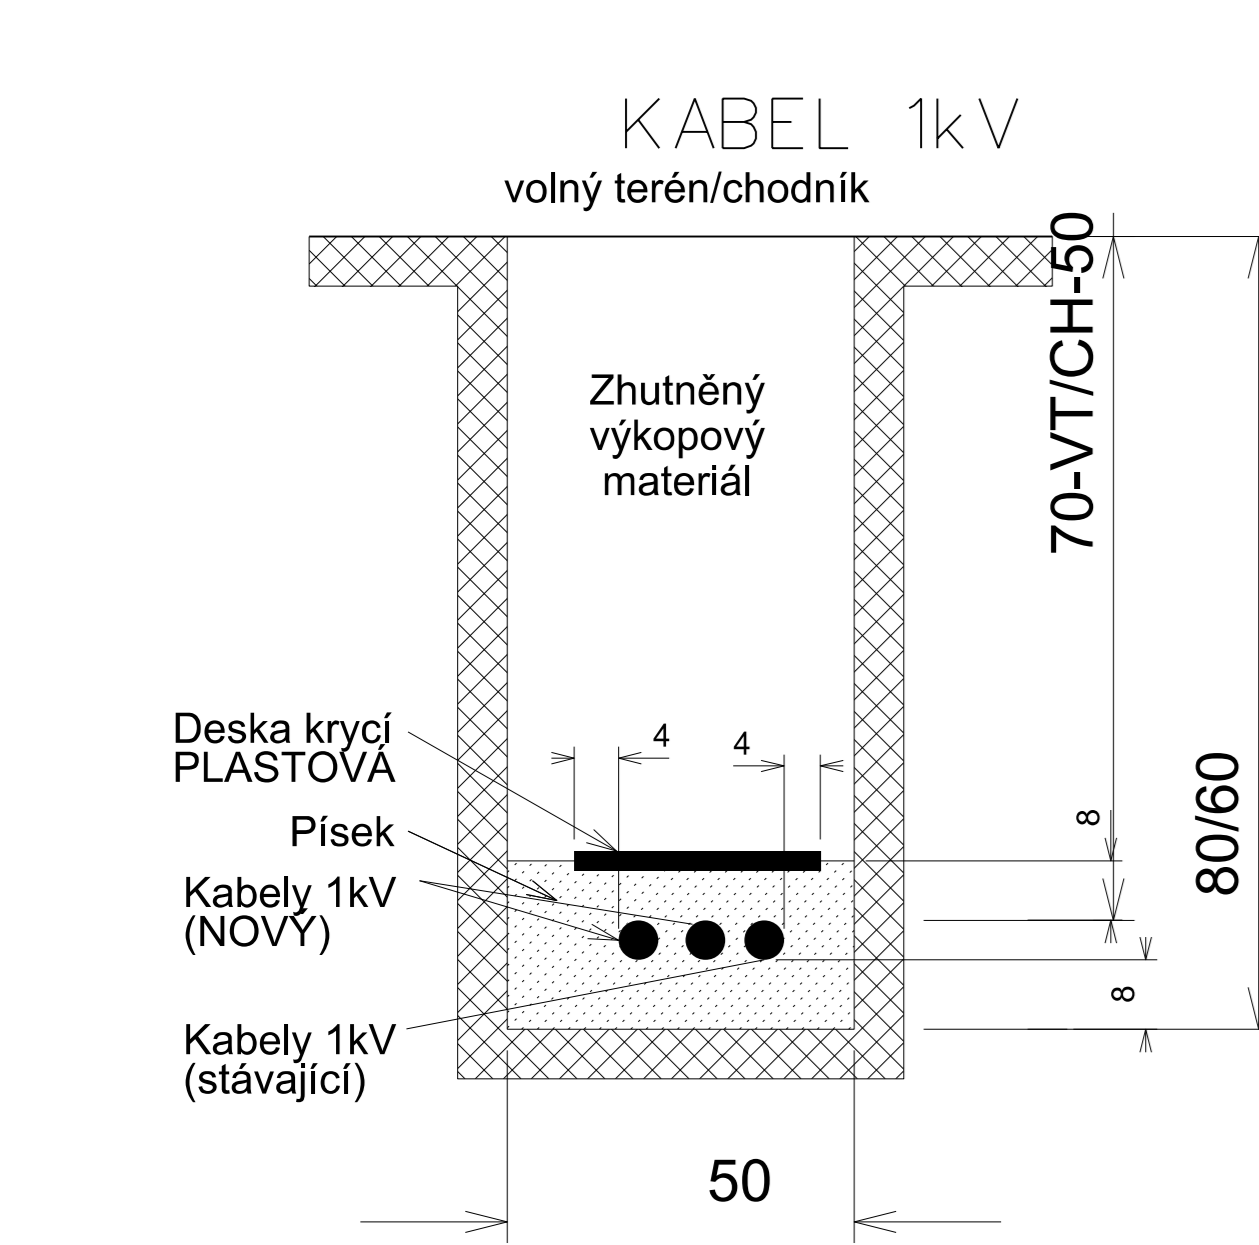 KABEL 1kV
volný terén/chodník
70-VT/CH-50
Zhutněný
výkopový
materiál
Deska krycí
PLASTOVÁ
4
4
Písek
8
80/60
Kabely 1kV
(NOVÝ)
8
Kabely 1kV
(stávající)
50